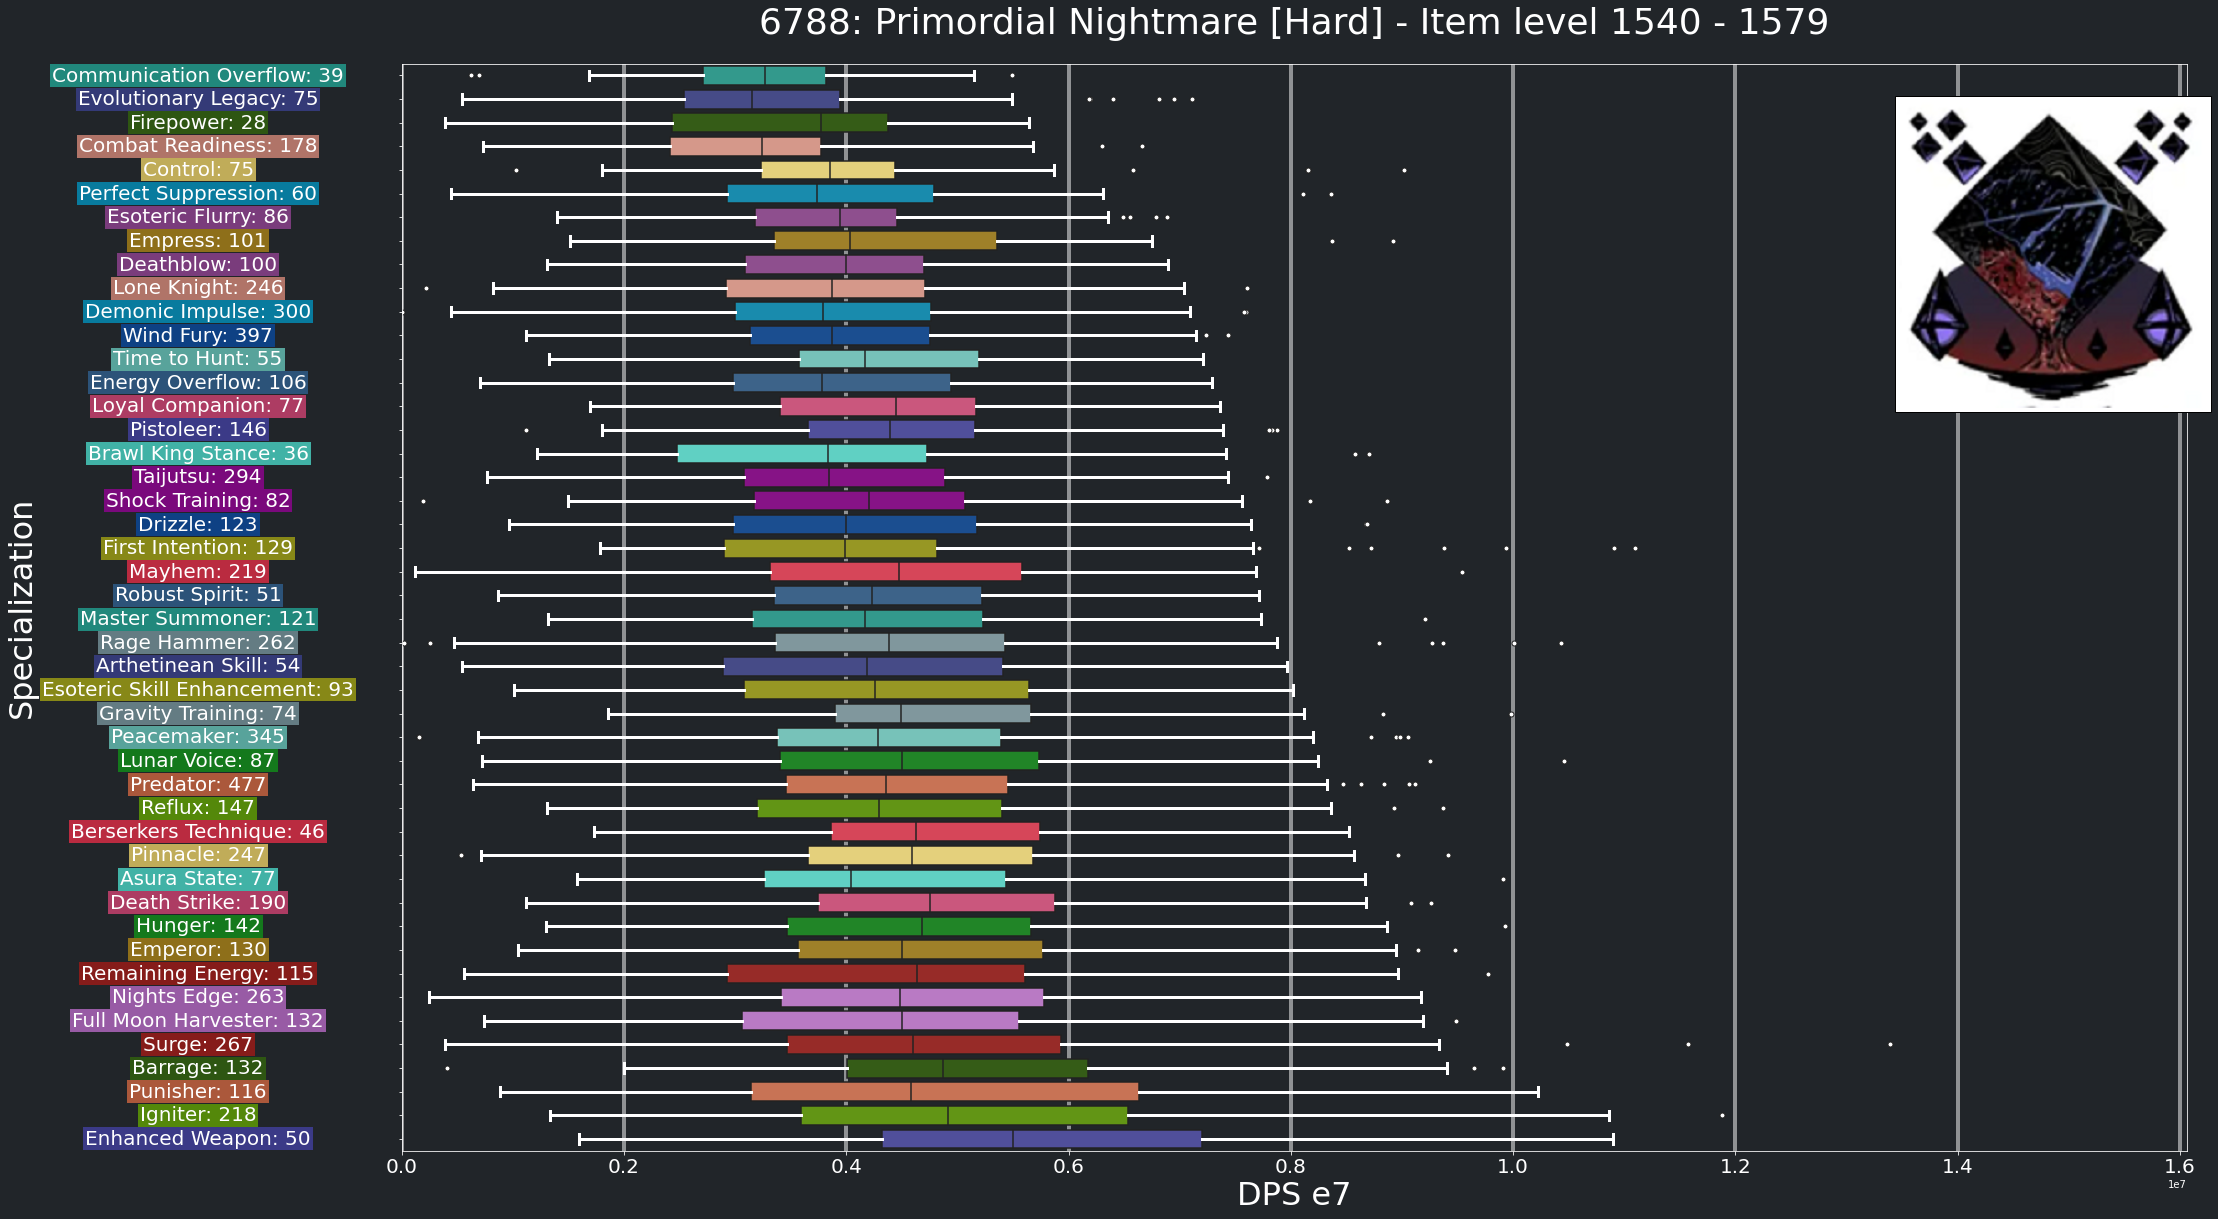 6788: Primordial Nightmare [Hard] - Item level 1540 - 1579
Specialization
Communication Overflow: 39
Evolutionary Legacy: 75
Firepower: 28
Combat Readiness: 178
Control: 75
Perfect Suppression: 60
Esoteric Flurry: 86
Empress: 101
Deathblow: 100
Lone Knight: 246
Demonic Impulse: 300
Wind Fury: 397
Time to Hunt: 55
Energy Overflow: 106
Loyal Companion: 77
Pistoleer: 146
Brawl King Stance: 36
Taijutsu: 294
Shock Training: 82
Drizzle: 123
First Intention: 129
Mayhem: 219
Robust Spirit: 51
Master Summoner: 121
Rage Hammer: 262
Arthetinean Skill: 54
Esoteric Skill Enhancement: 93
Gravity Training: 74
Peacemaker: 345
Lunar Voice: 87
Predator: 477
Reflux: 147
Berserkers Technique: 46
Pinnacle: 247
Asura State: 77
Death Strike: 190
Hunger: 142
Emperor: 130
Remaining Energy: 115
Nights Edge: 263
Full Moon Harvester: 132
Surge: 267
Barrage: 132
Punisher: 116
Igniter: 218
Enhanced Weapon: 50
0.0 0.2 0.4 0.6 0.8 1.0 1.2 1.4 1.6
1e7
DPS e7